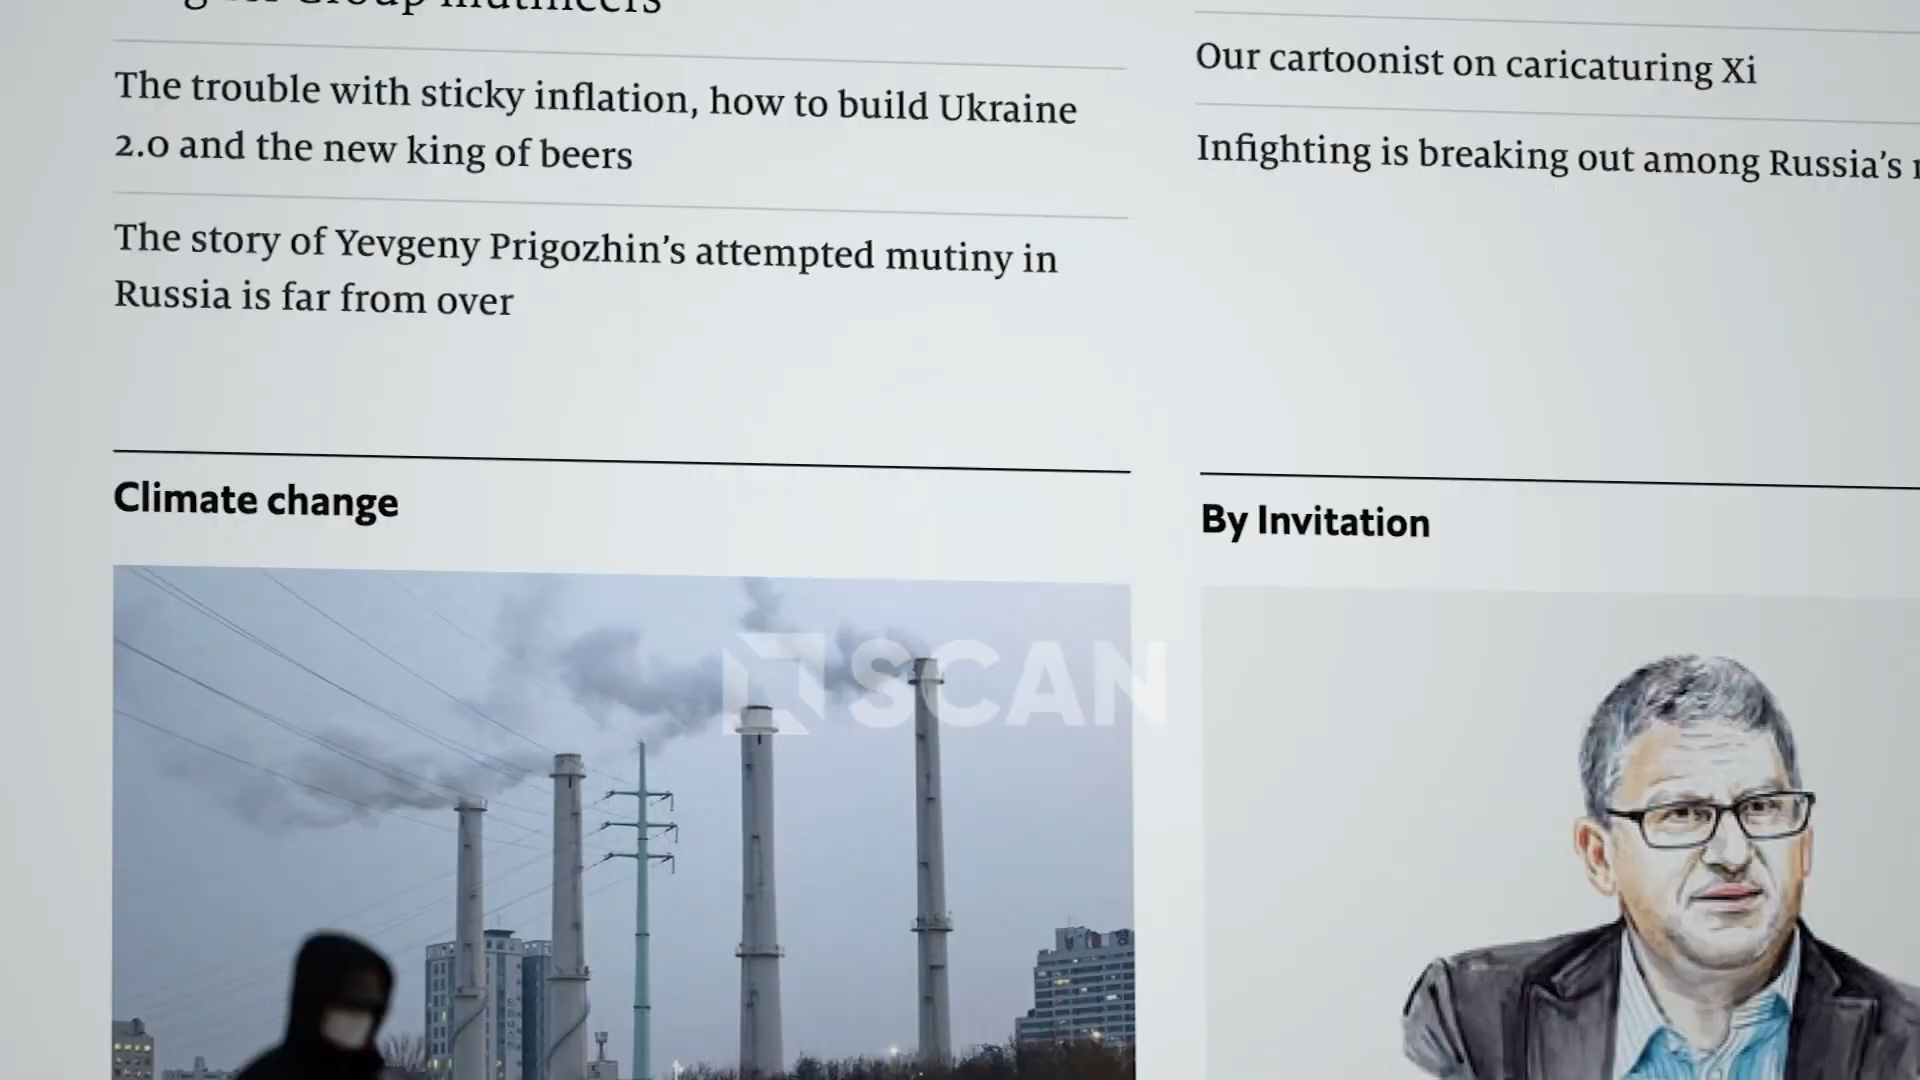 Group mutineers
The trouble with sticky inflation, how to build Ukraine
2.0 and the new king of beers
The story of Yevgeny Prigozhin’s attempted mutiny in
Russia is far from over
Our cartoonist on caricaturing Xi
Infighting is breaking out among Russia’s
Climate change
By Invitation
SCAN